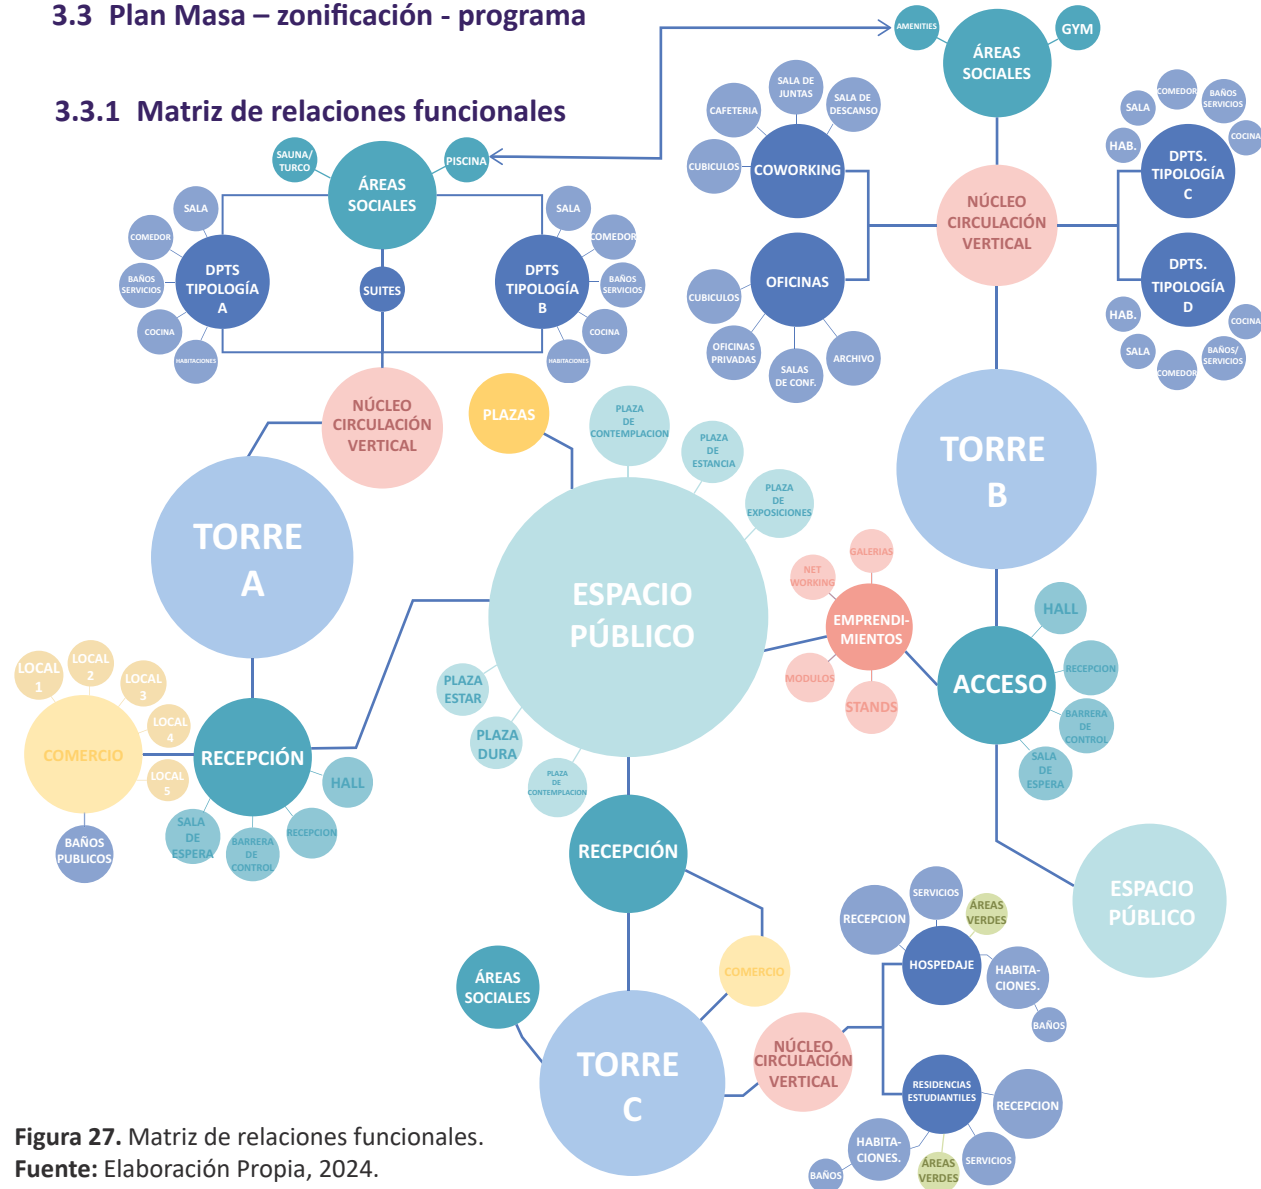 3.3 Plan Masa – zonificación - programa
3.3.1 Matriz de relaciones funcionales
AMENITIES
GYM
ÁREAS
SOCIALES
SAUNA/
TURCO
PISCINA
ÁREAS
SOCIALES
SALA
COMEDOR
BAÑOS
SERVICIOS
COCINA
HABITACIONES
DPTS
TIPOLOGÍA
A
SUITES
DPTS
TIPOLOGÍA
B
SALA
COMEDOR
BAÑOS
SERVICIOS
COCINA
HABITACIONES
NÚCLEO
CIRCULACIÓN
VERTICAL
TORRE
A
CAFETERIA
SALA DE
JUNTAS
SALA DE
DESCANSO
CUBICULOS
COWORKING
OFICINAS
CUBICULOS
OFICINAS
PRIVADAS
SALAS
DE CONF.
ARCHIVO
NÚCLEO
CIRCULACIÓN
VERTICAL
HAB.
SALA
COMEDOR
BAÑOS
SERVICIOS
COCINA
DPTS.
TIPOLOGÍA
C
DPTS.
TIPOLOGÍA
D
HAB.
SALA
COMEDOR
BAÑOS/
SERVICIOS
COCINA
TORRE
B
PLAZAS
PLAZA
DE
CONTEMPLACION
PLAZA
DE
ESTANCIA
PLAZA
DE
EXPOSICIONES
ESPACIO
PÚBLICO
PLAZA
ESTAR
PLAZA
DURA
PLAZA
DE
CONTEMPLACION
NET
WORKING
GALERIAS
EMPRENDI-
MIENTOS
MODULOS
STANDS
ACCESO
HALL
RECEPCION
BARRERA
DE
CONTROL
SALA
DE
ESPERA
ESPACIO
PÚBLICO
LOCAL
1
LOCAL
2
LOCAL
3
LOCAL
4
LOCAL
5
COMERCIO
BAÑOS
PUBLICOS
RECEPCIÓN
HALL
RECEPCION
BARRERA
DE
CONTROL
SALA
DE
ESPERA
RECEPCIÓN
COMERCIO
ÁREAS
SOCIALES
TORRE
C
NÚCLEO
CIRCULACIÓN
VERTICAL
RECEPCION
SERVICIOS
ÁREAS
VERDES
HOSPEDAJE
HABITA-
CIONES.
BAÑOS
RESIDENCIAS
ESTUDIANTILES
RECEPCION
SERVICIOS
ÁREAS
VERDES
HABITA-
CIONES.
BAÑOS
Figura 27. Matriz de relaciones funcionales.
Fuente: Elaboración Propia, 2024.